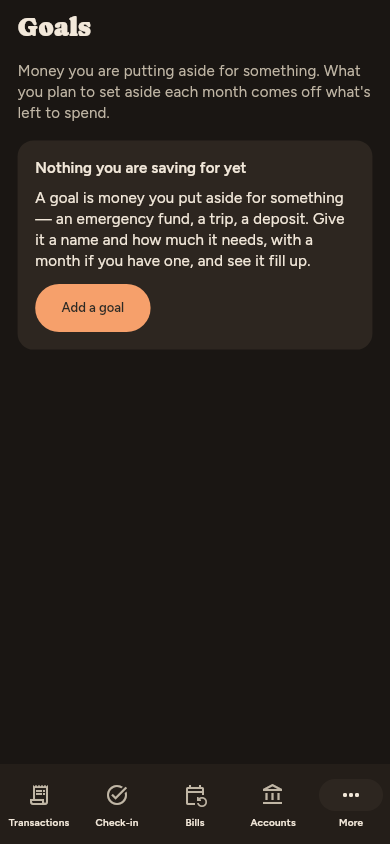 Goals
Money you are putting aside for something. What
you plan to set aside each month comes off what's
left to spend.
Nothing you are saving for yet
A goal is money you put aside for something
— an emergency fund, a trip, a deposit. Give
it a name and how much it needs, with a
month if you have one, and see it fill up.
Add a goal
Transactions
Check-in
Bills
Accounts
More